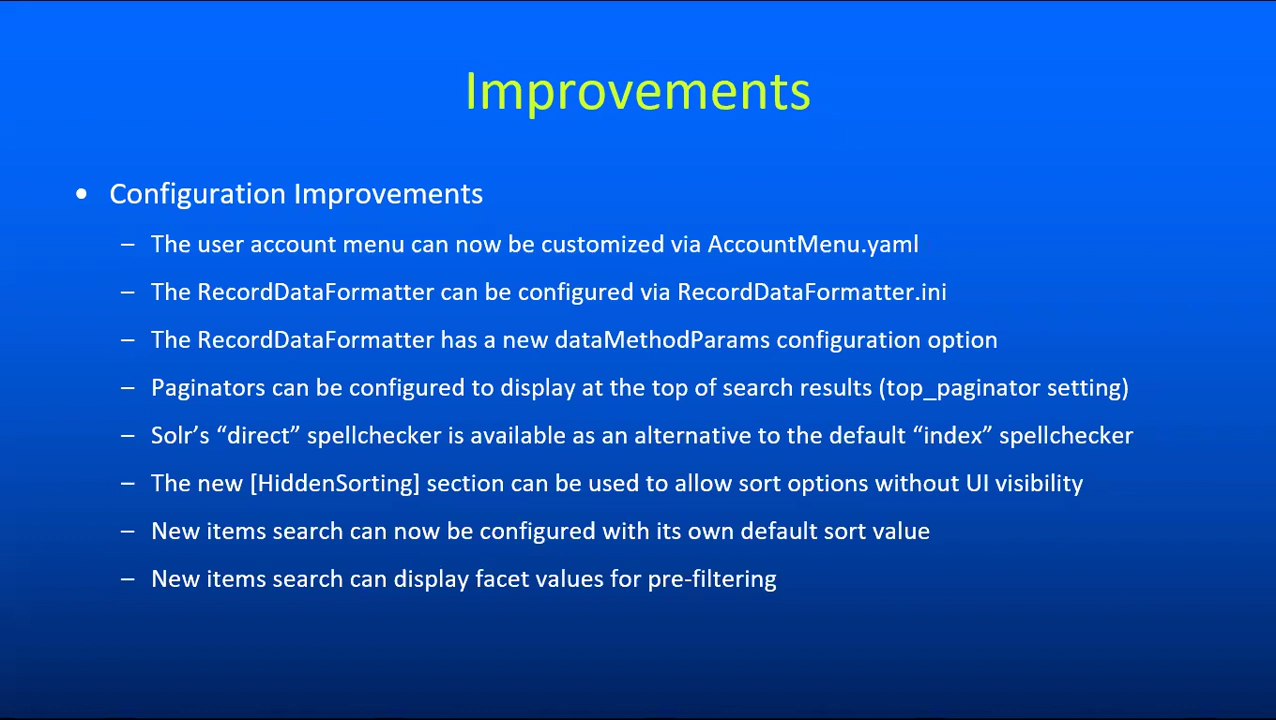 Improvements
• Configuration Improvements
– The user account menu can now be customized via AccountMenu.yaml
– The RecordDataFormatter can be configured via RecordDataFormatter.ini
– The RecordDataFormatter has a new dataMethodParams configuration option
– Paginators can be configured to display at the top of search results (top_paginator setting)
– Solr’s “direct” spellchecker is available as an alternative to the default “index” spellchecker
– The new [HiddenSorting] section can be used to allow sort options without UI visibility
– New items search can now be configured with its own default sort value
– New items search can display facet values for pre-filtering